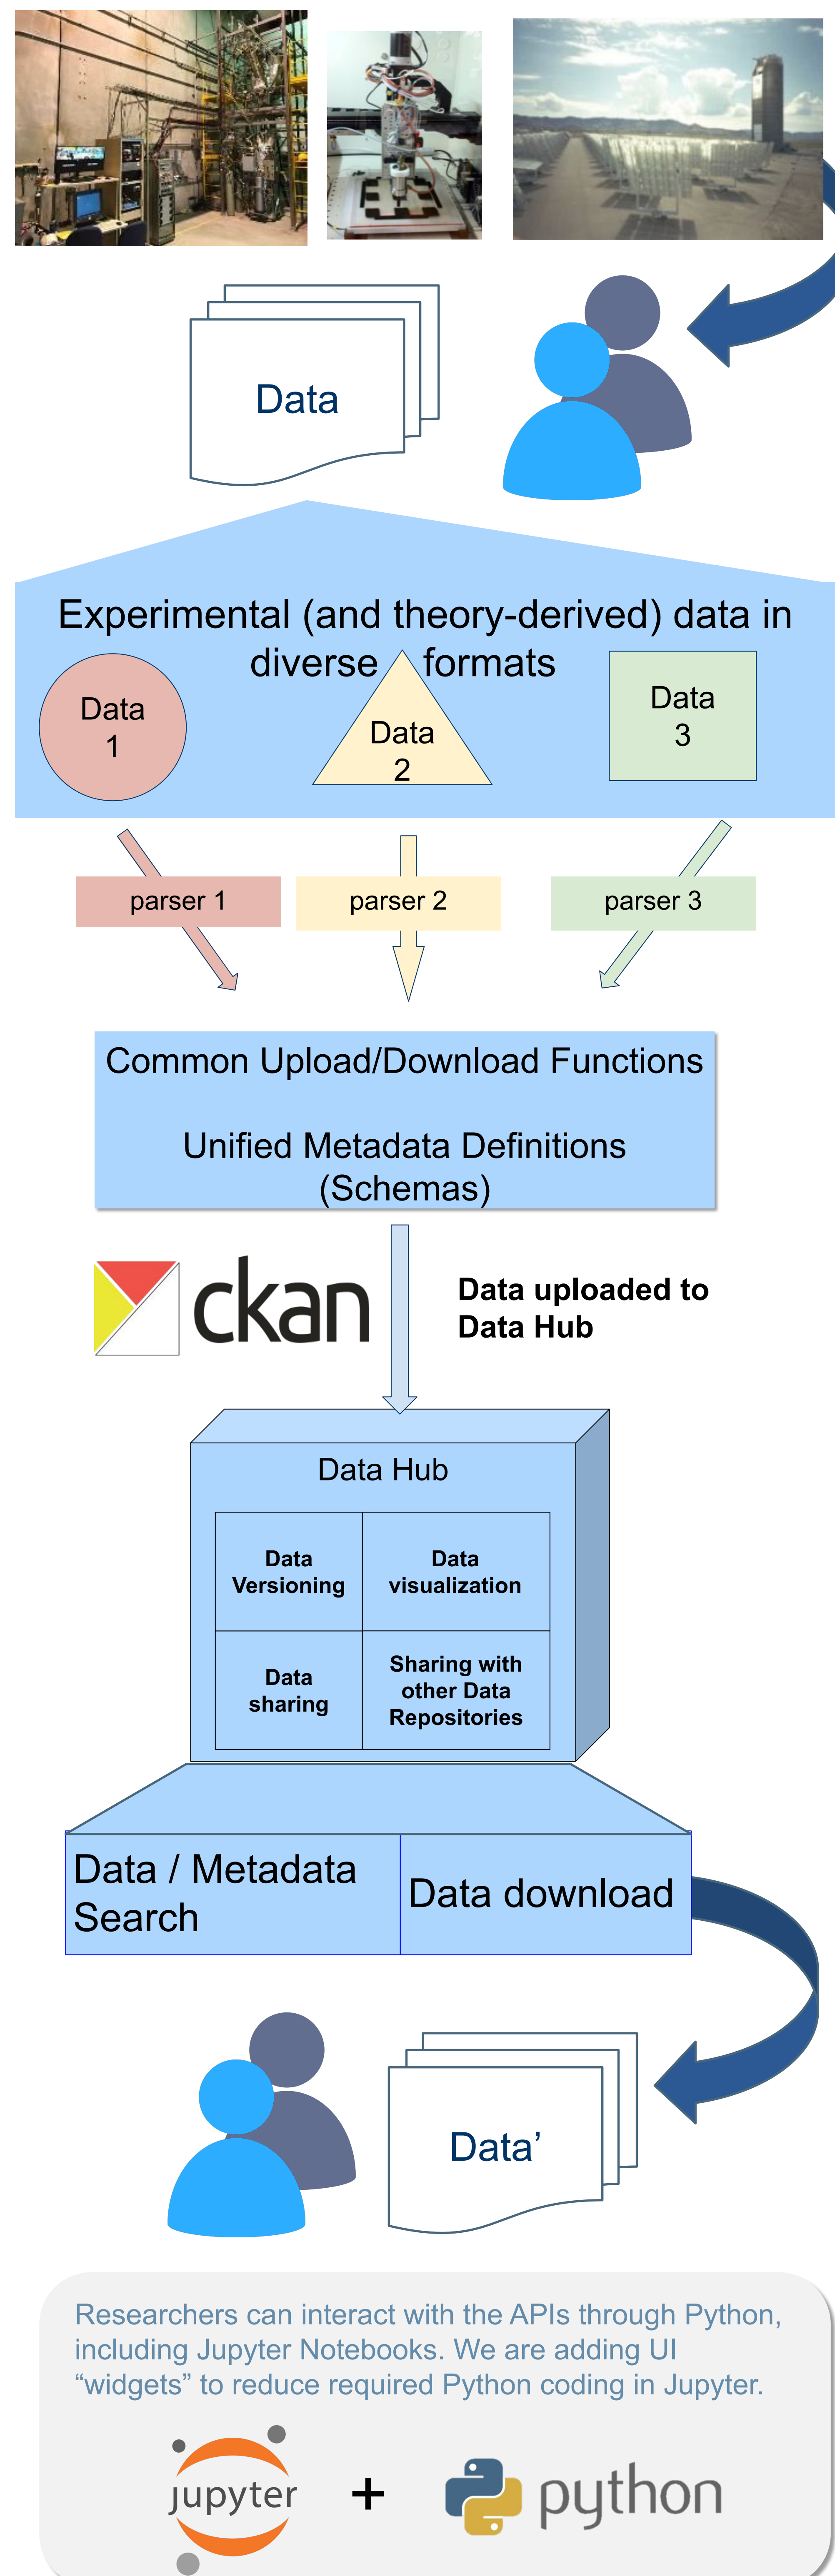 Data
Experimental (and theory-derived) data in
diverse formats
Data
1
Data
2
Data
3
parser 1
parser 2
parser 3
Common Upload/Download Functions
Unified Metadata Definitions
(Schemas)
ckan
Data uploaded to
Data Hub
Data Hub
Data
Versioning
Data
visualization
Data
sharing
Sharing with
other Data
Repositories
Data / Metadata
Search
Data download
Data’
Researchers can interact with the APIs through Python,
including Jupyter Notebooks. We are adding UI
“widgets” to reduce required Python coding in Jupyter.
jupyter
+
python